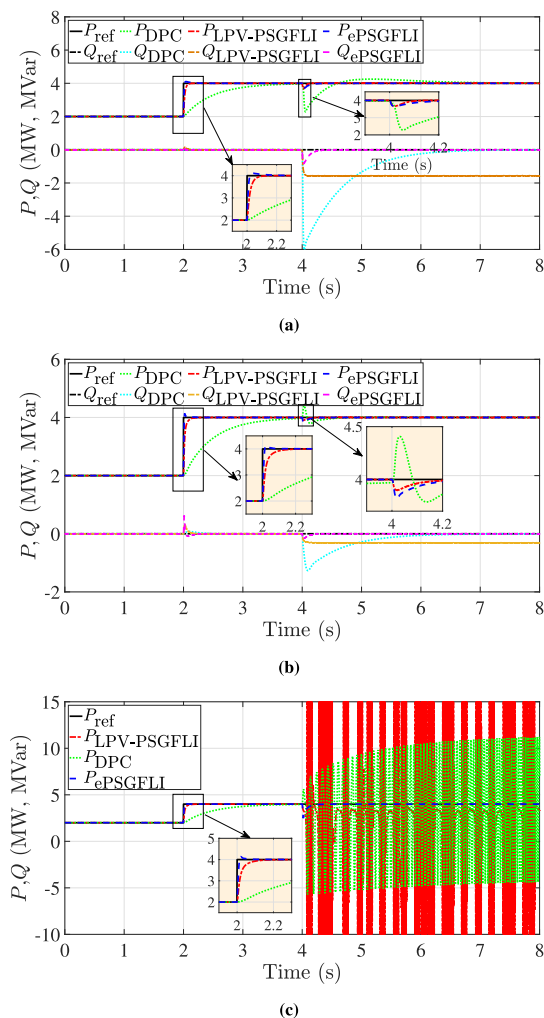 6
P_ref P_DPC P_LPV-PSGFLI P_ePSGFLI
Q_ref Q_DPC Q_LPV-PSGFLI Q_ePSGFLI
4
2
0
-2
-4
-6
P,Q (MW, MVar)
4
3
2
4 4.2
Time (s)
4
3
2
2 2.2
0 1 2 3 4 5 6 7 8
Time (s)
(a)
6
P_ref P_DPC P_LPV-PSGFLI P_ePSGFLI
Q_ref Q_DPC Q_LPV-PSGFLI Q_ePSGFLI
4
2
0
-2
P,Q (MW, MVar)
4
3
2
1
2 2.2
4.5
4
4 4.2
0 1 2 3 4 5 6 7 8
Time (s)
(b)
15
P_ref
P_LPV-PSGFLI
P_DPC
P_ePSGFLI
10
5
0
-5
-10
P,Q (MW, MVar)
5
4
3
2
2 2.2
0 1 2 3 4 5 6 7 8
Time (s)
(c)